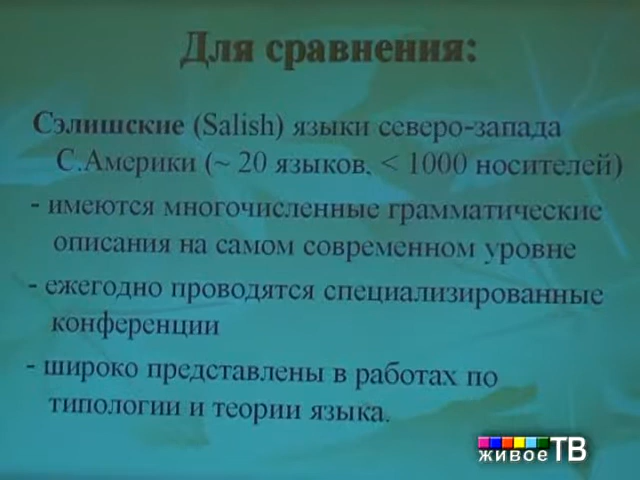 Для сравнения:
Сэлишские (Salish) языки северо-запада
С.Америки (~ 20 языков, < 1000 носителей)
- имеются многочисленные грамматические
описания на самом современном уровне
- ежегодно проводятся специализированные
конференции
- широко представлены в работах по
типологии и теории языка.
живое ТВ